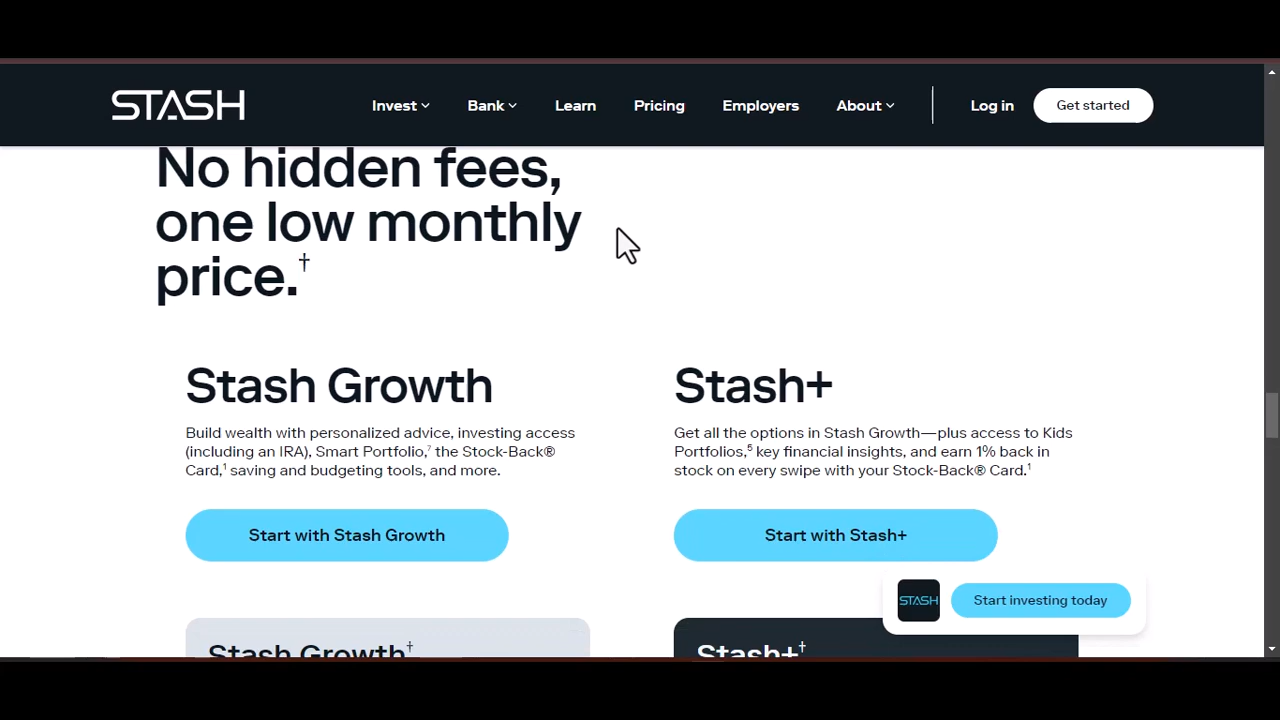 STASH
Invest
Bank
Learn
Pricing
Employers
About
Log in
Get started
No hidden fees,
one low monthly
price.†
Stash Growth
Build wealth with personalized advice, investing access
(including an IRA), Smart Portfolio,⁷ the Stock-Back®
Card,¹ saving and budgeting tools, and more.
Start with Stash Growth
Stash+
Get all the options in Stash Growth—plus access to Kids
Portfolios,⁵ key financial insights, and earn 1% back in
stock on every swipe with your Stock-Back® Card.¹
Start with Stash+
STASH
Start investing today
Stash Growth†
Stash+†